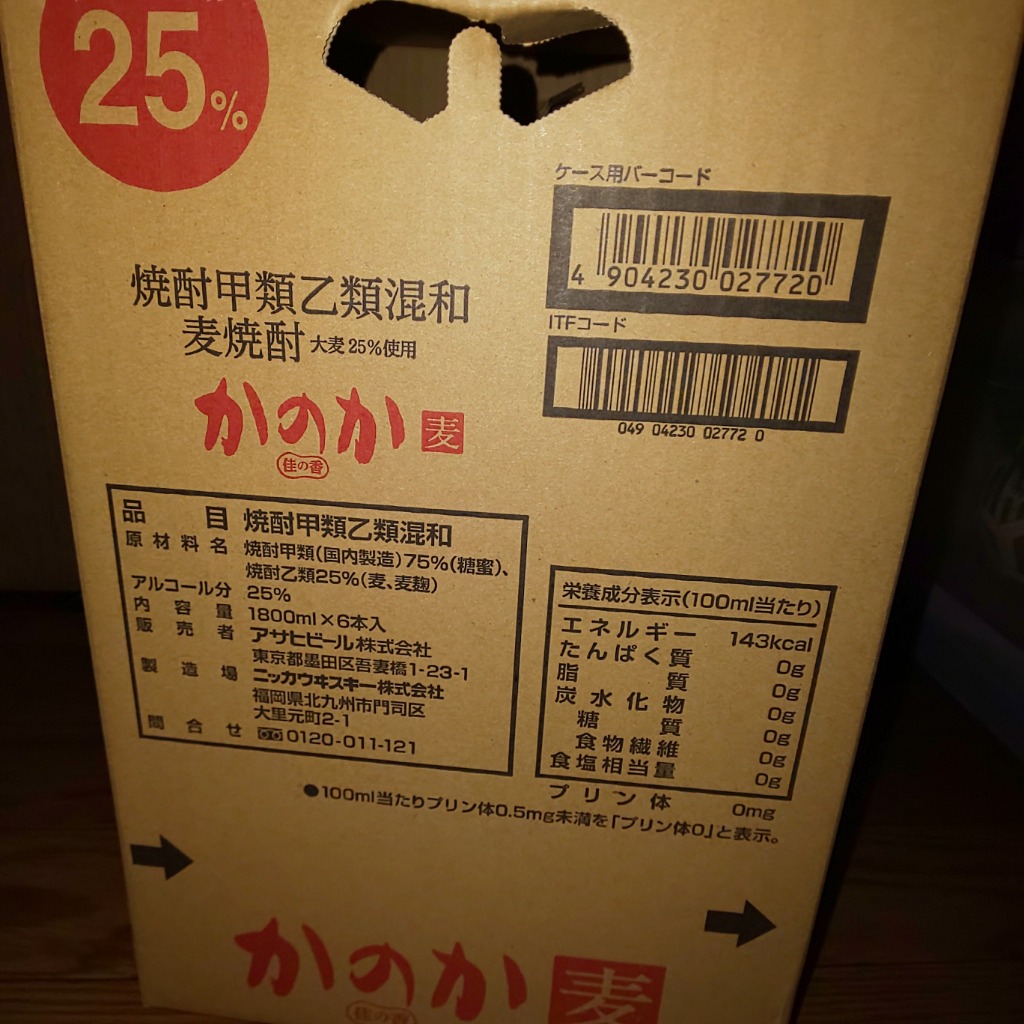 25%
焼酎甲類乙類混和
麦焼酎 大麦25%使用
かのか 麦
佳の香
ケース用バーコード
4 904230 027720
ITFコード
049 04230 02772 0
品目 焼酎甲類乙類混和
原材料名 焼酎甲類(国内製造)75%(糖蜜)、
焼酎乙類25%(麦、麦麹)
アルコール分 25%
内容量 1800ml×6本入
販売者 アサヒビール株式会社
東京都墨田区吾妻橋1-23-1
製造場 ニッカウヰスキー株式会社
福岡県北九州市門司区
大里元町2-1
問合せ 0120-011-121
栄養成分表示(100ml当たり)
エネルギー 143kcal
たんぱく質 0g
脂質 0g
炭水化物 0g
糖質 0g
食物繊維 0g
食塩相当量 0g
プリン体 0mg
●100ml当たりプリン体0.5mg未満を「プリン体0」と表示。
かのか 麦
佳の香